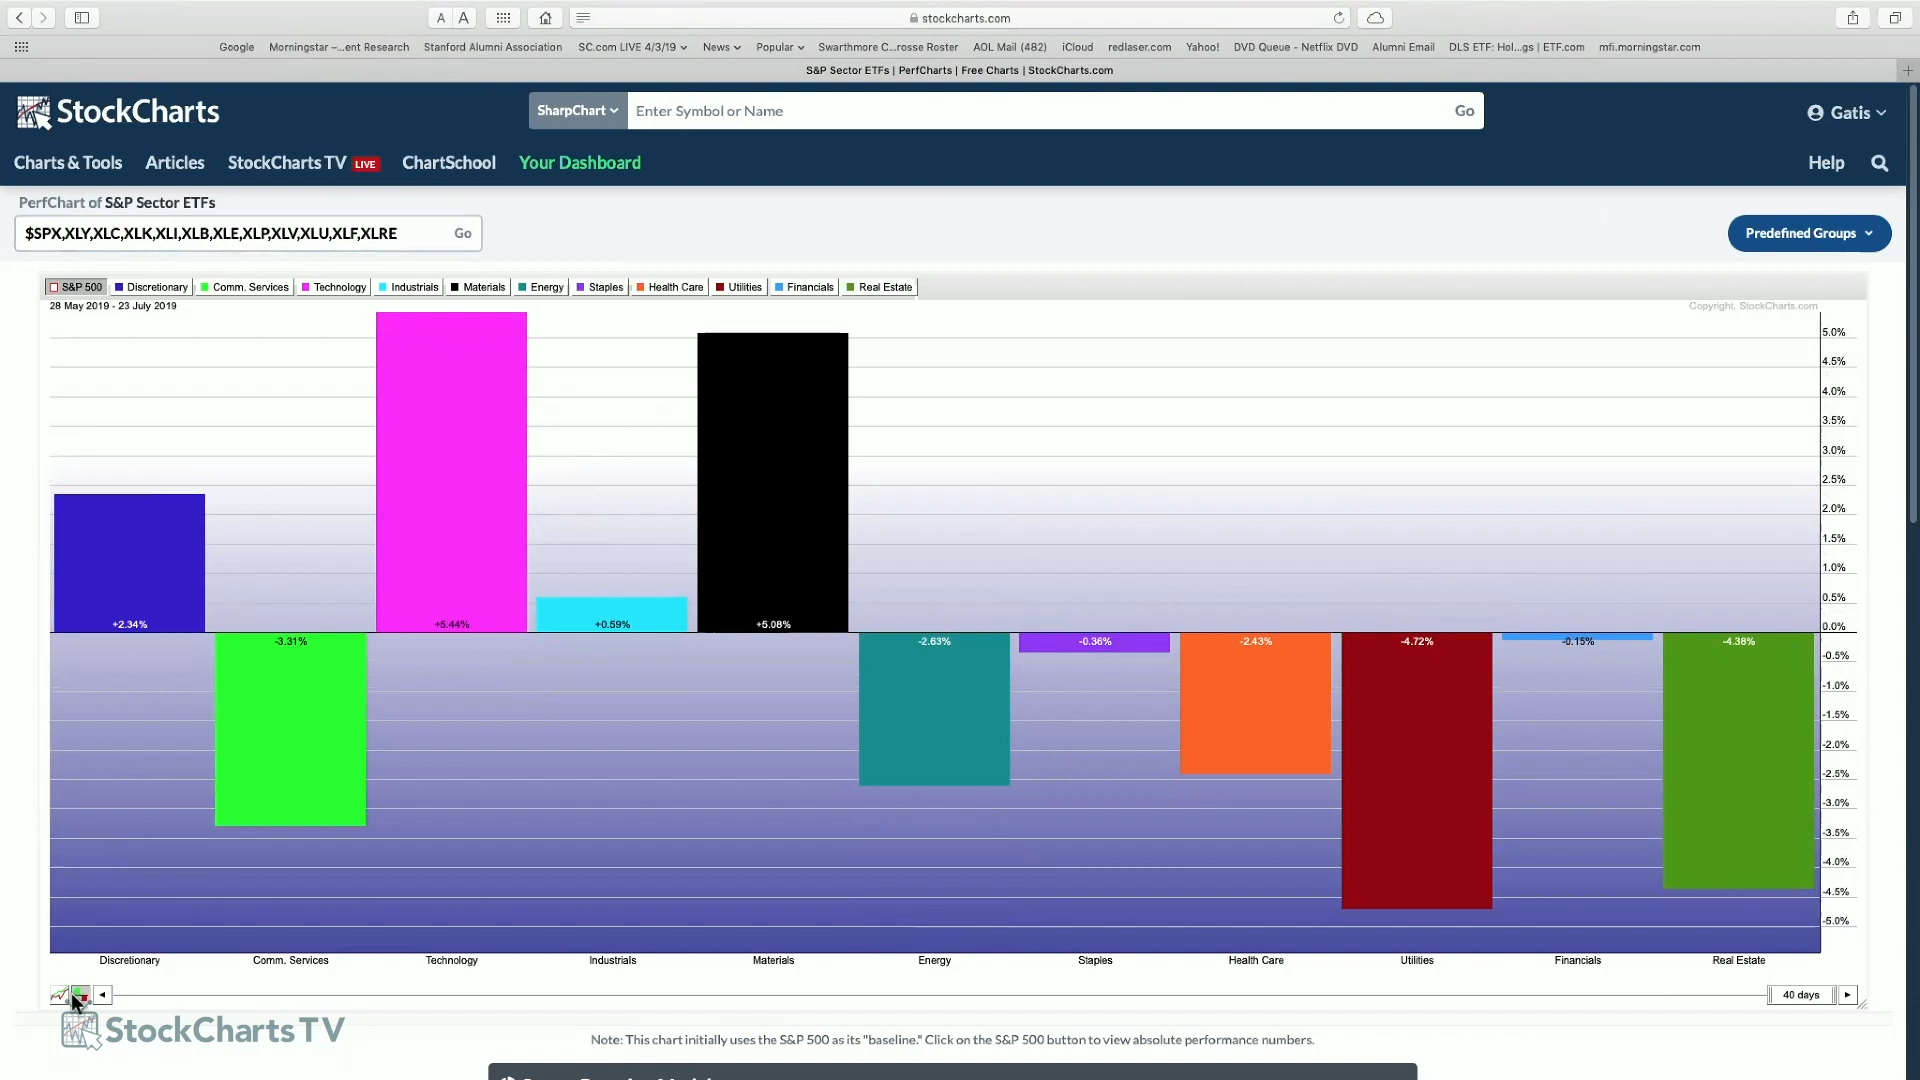 A A stockcharts.com
Google Morningstar –...ent Research Stanford Alumni Association SC.com LIVE 4/3/19 News Popular Swarthmore C...rosse Roster AOL Mail (482) iCloud redlaser.com Yahoo! DVD Queue - Netflix DVD Alumni Email DLS ETF: Hol...gs | ETF.com mfi.morningstar.com
S&P Sector ETFs | PerfCharts | Free Charts | StockCharts.com
StockCharts SharpChart Enter Symbol or Name Go Gatis
Charts & Tools Articles StockCharts TV LIVE ChartSchool Your Dashboard Help
PerfChart of S&P Sector ETFs
$SPX,XLY,XLC,XLK,XLI,XLB,XLE,XLP,XLV,XLU,XLF,XLRE Go Predefined Groups
S&P 500 Discretionary Comm. Services Technology Industrials Materials Energy Staples Health Care Utilities Financials Real Estate
28 May 2019 - 23 July 2019 Copyright, StockCharts.com
5.0%
4.5%
4.0%
3.5%
3.0%
2.5%
2.0%
1.5%
1.0%
0.5%
+2.34% +5.44% +0.59% +5.08% 0.0%
-3.31% -2.63% -0.36% -2.43% -4.72% -0.15% -4.38%
-0.5%
-1.0%
-1.5%
-2.0%
-2.5%
-3.0%
-3.5%
-4.0%
-4.5%
-5.0%
Discretionary Comm. Services Technology Industrials Materials Energy Staples Health Care Utilities Financials Real Estate
40 days
StockCharts TV
Note: This chart initially uses the S&P 500 as its "baseline." Click on the S&P 500 button to view absolute performance numbers.